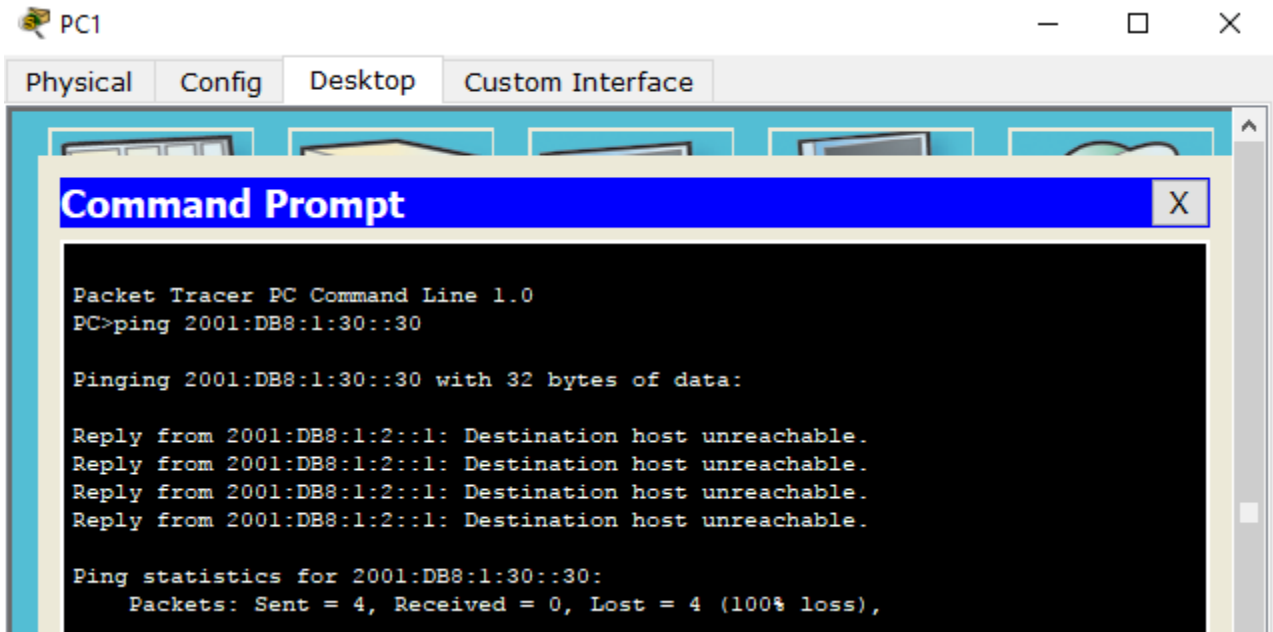 PC1
Physical Config Desktop Custom Interface
Command Prompt X
Packet Tracer PC Command Line 1.0
PC>ping 2001:DB8:1:30::30
Pinging 2001:DB8:1:30::30 with 32 bytes of data:
Reply from 2001:DB8:1:2::1: Destination host unreachable.
Reply from 2001:DB8:1:2::1: Destination host unreachable.
Reply from 2001:DB8:1:2::1: Destination host unreachable.
Reply from 2001:DB8:1:2::1: Destination host unreachable.
Ping statistics for 2001:DB8:1:30::30:
Packets: Sent = 4, Received = 0, Lost = 4 (100% loss),